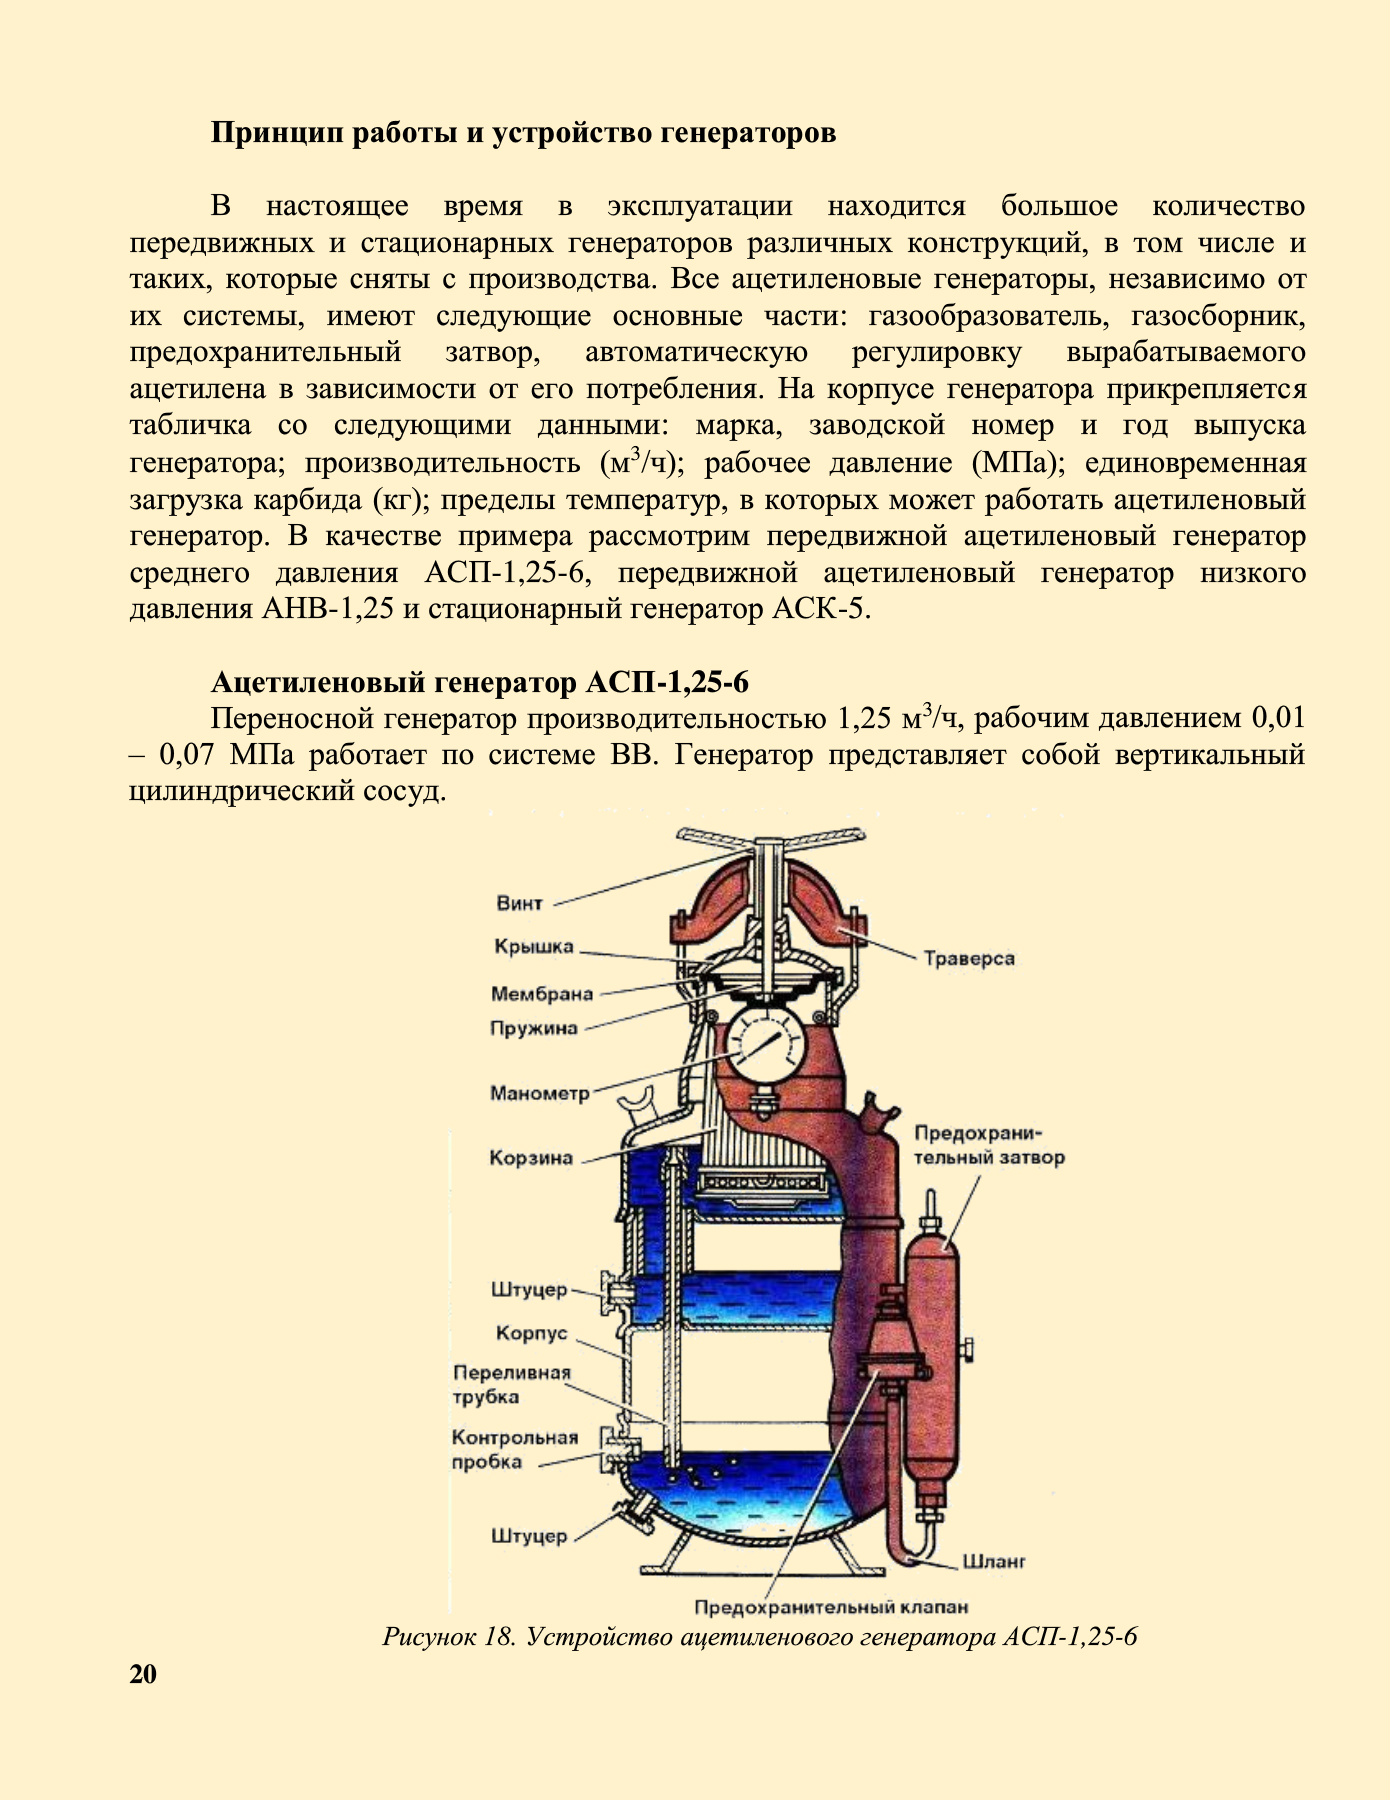 Принцип работы и устройство генераторов
В настоящее время в эксплуатации находится большое количество
передвижных и стационарных генераторов различных конструкций, в том числе и
таких, которые сняты с производства. Все ацетиленовые генераторы, независимо от
их системы, имеют следующие основные части: газообразователь, газосборник,
предохранительный затвор, автоматическую регулировку вырабатываемого
ацетилена в зависимости от его потребления. На корпусе генератора прикрепляется
табличка со следующими данными: марка, заводской номер и год выпуска
генератора; производительность (м³/ч); рабочее давление (МПа); единовременная
загрузка карбида (кг); пределы температур, в которых может работать ацетиленовый
генератор. В качестве примера рассмотрим передвижной ацетиленовый генератор
среднего давления АСП-1,25-6, передвижной ацетиленовый генератор низкого
давления АНВ-1,25 и стационарный генератор АСК-5.
Ацетиленовый генератор АСП-1,25-6
Переносной генератор производительностью 1,25 м³/ч, рабочим давлением 0,01
– 0,07 МПа работает по системе ВВ. Генератор представляет собой вертикальный
цилиндрический сосуд.
Винт
Крышка
Траверса
Мембрана
Пружина
Манометр
Предохрани-
тельный затвор
Корзина
Штуцер
Корпус
Переливная
трубка
Контрольная
пробка
Штуцер
Шланг
Предохранительный клапан
Рисунок 18. Устройство ацетиленового генератора АСП-1,25-6
20